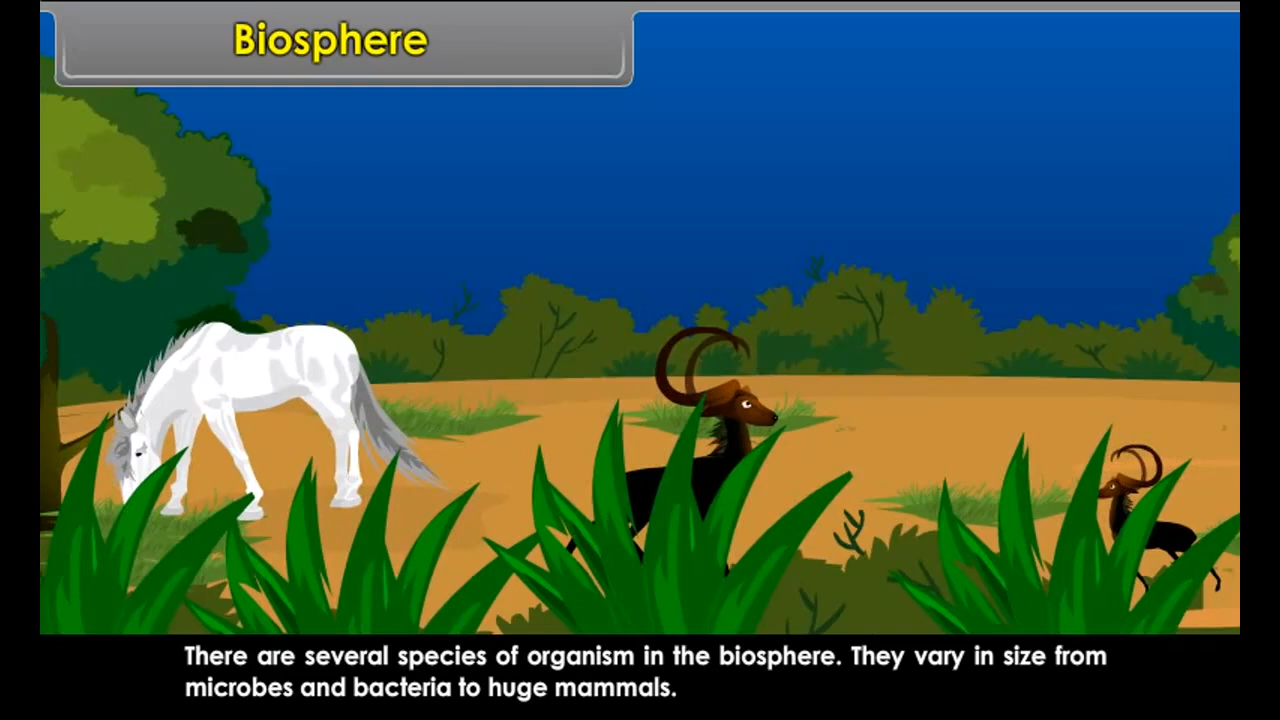 Biosphere
There are several species of organism in the biosphere. They vary in size from
microbes and bacteria to huge mammals.